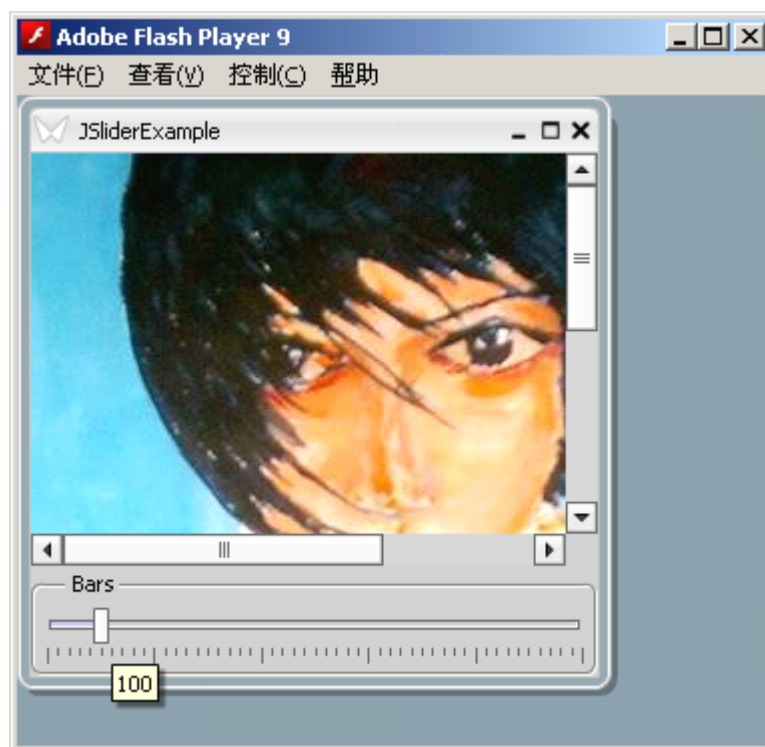 Adobe Flash Player 9
文件(F) 查看(V) 控制(C) 帮助
JSliderExample
Bars
100